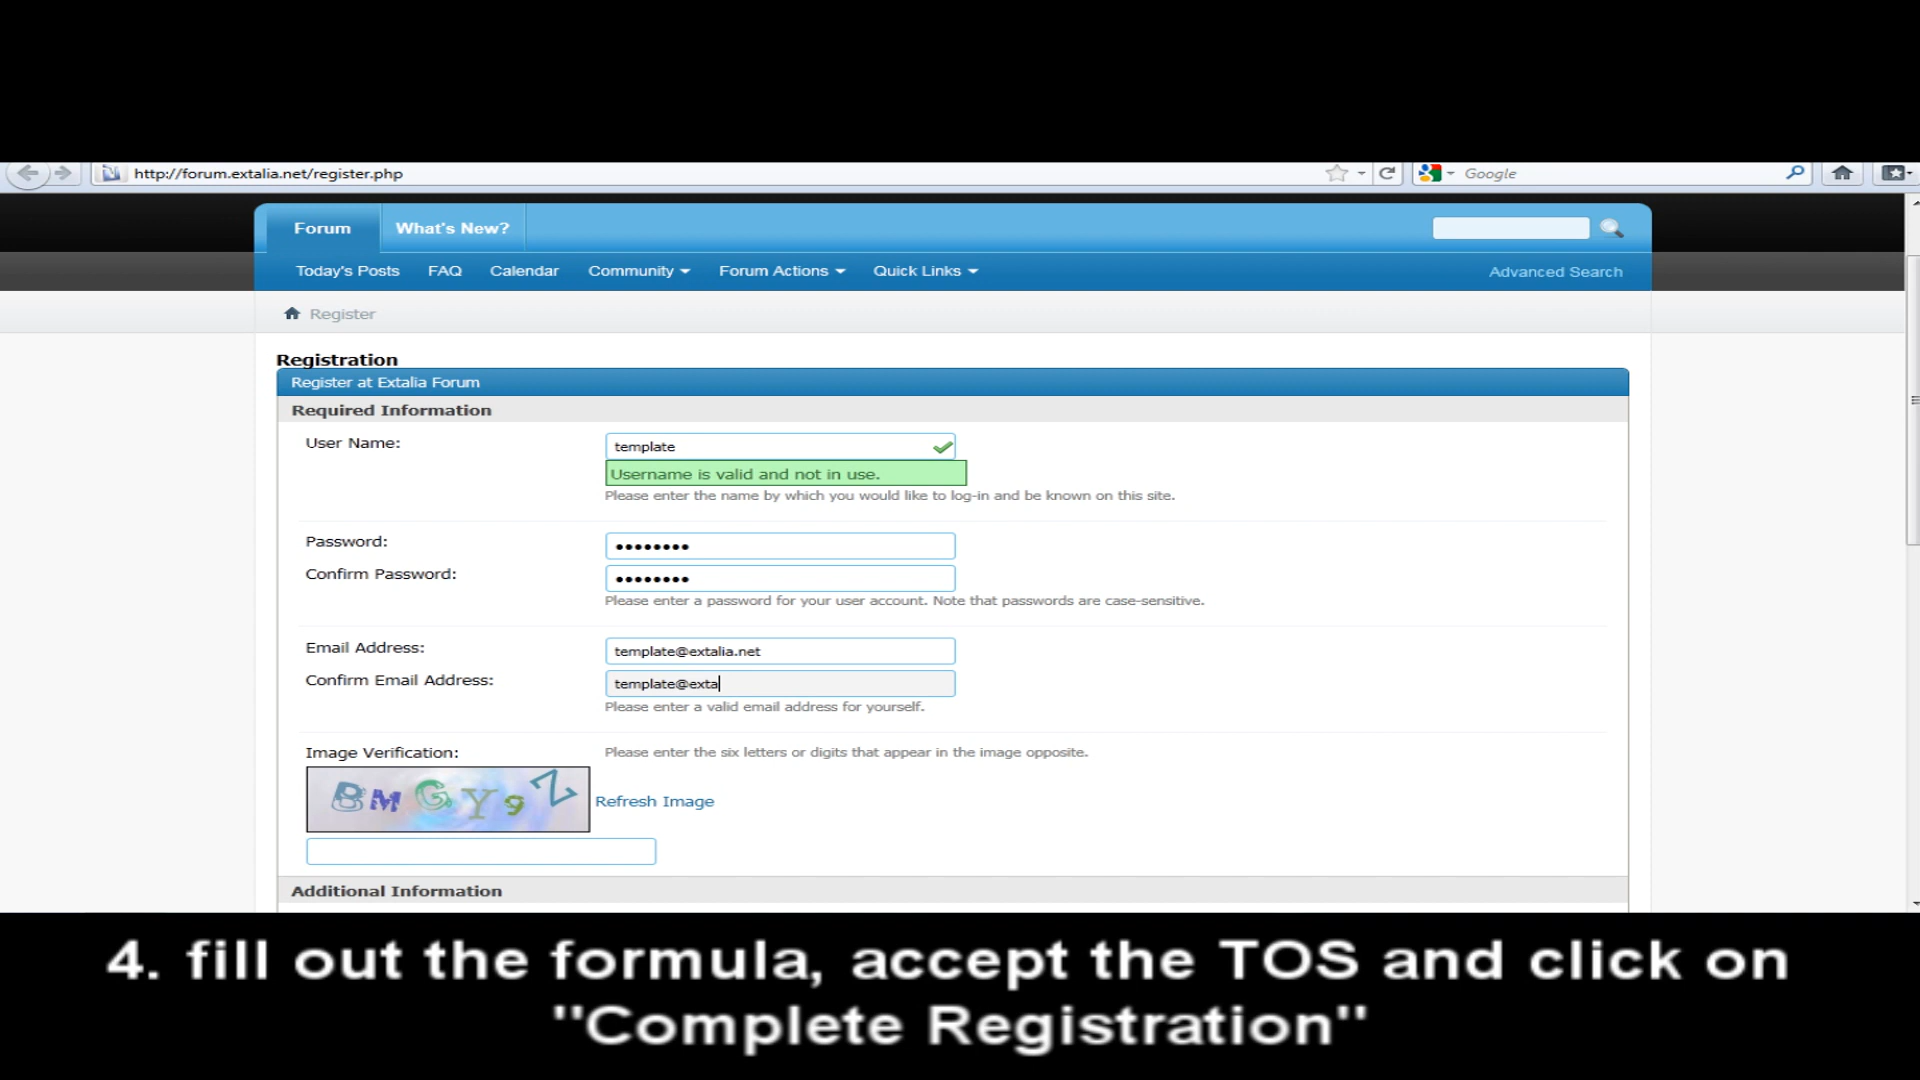 http://forum.extalia.net/register.php
Google
Forum
What's New?
Today's Posts FAQ Calendar Community Forum Actions Quick Links Advanced Search
Register
Registration
Register at Extalia Forum
Required Information
User Name: template
Username is valid and not in use.
Please enter the name by which you would like to log-in and be known on this site.
Password: ••••••••
Confirm Password: ••••••••
Please enter a password for your user account. Note that passwords are case-sensitive.
Email Address: template@extalia.net
Confirm Email Address: template@exta
Please enter a valid email address for yourself.
Image Verification: Please enter the six letters or digits that appear in the image opposite.
BMGY9Z Refresh Image
Additional Information
4. fill out the formula, accept the TOS and click on
"Complete Registration"